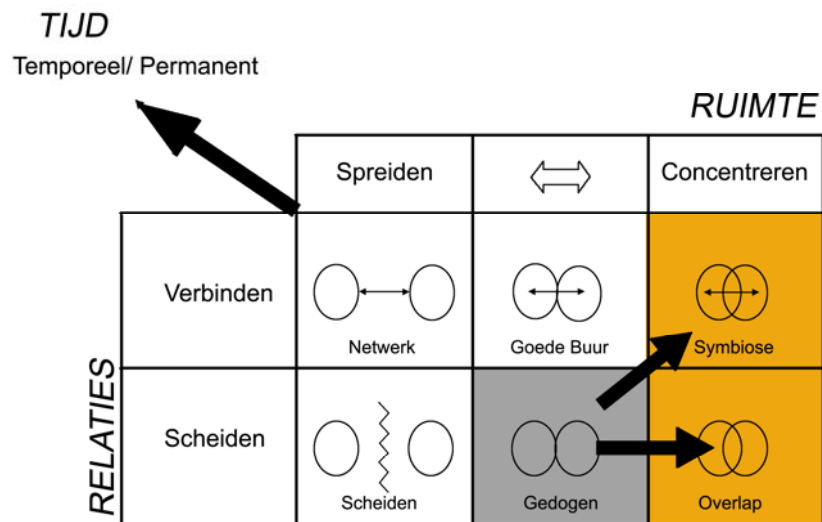 TIJD
Temporeel/ Permanent
RUIMTE
Spreiden
Concentreren
Verbinden
Netwerk
Goede Buur
Symbiose
RELATIES
Scheiden
Scheiden
Gedogen
Overlap